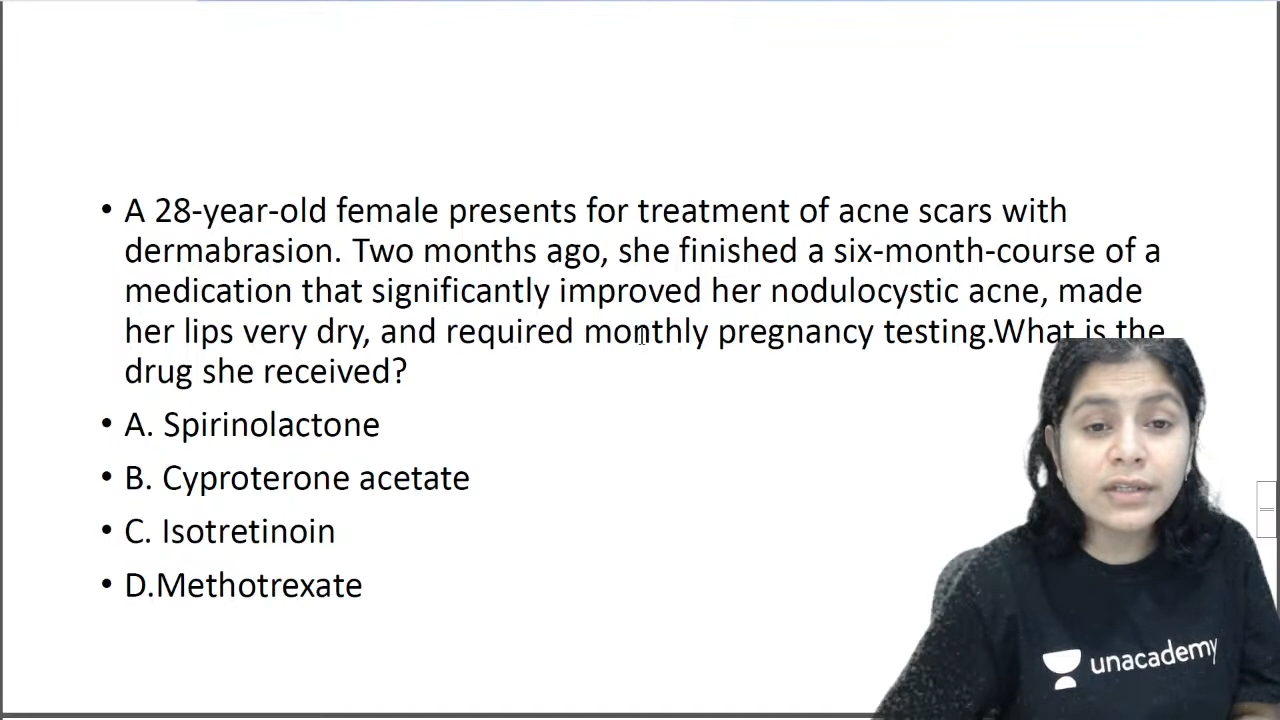 • A 28-year-old female presents for treatment of acne scars with
dermabrasion. Two months ago, she finished a six-month-course of a
medication that significantly improved her nodulocystic acne, made
her lips very dry, and required monthly pregnancy testing.What is the
drug she received?
• A. Spirinolactone
• B. Cyproterone acetate
• C. Isotretinoin
• D.Methotrexate
unacademy